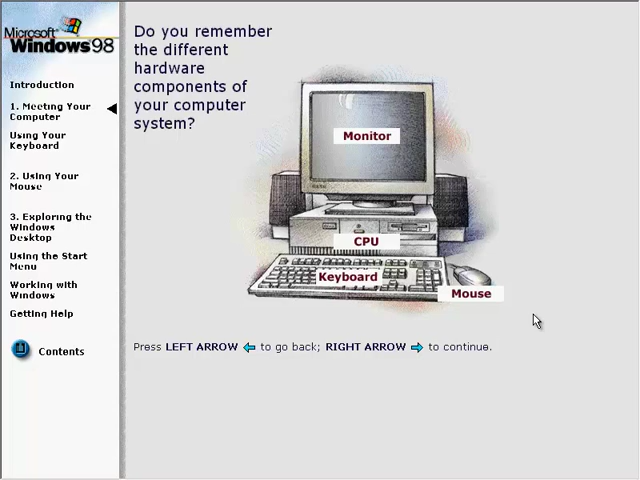 Microsoft
Windows 98
Introduction
1. Meeting Your
Computer
Using Your
Keyboard
2. Using Your
Mouse
3. Exploring the
Windows
Desktop
Using the Start
Menu
Working with
Windows
Getting Help
Contents
Do you remember
the different
hardware
components of
your computer
system?
Monitor
CPU
Keyboard
Mouse
Press LEFT ARROW to go back; RIGHT ARROW to continue.